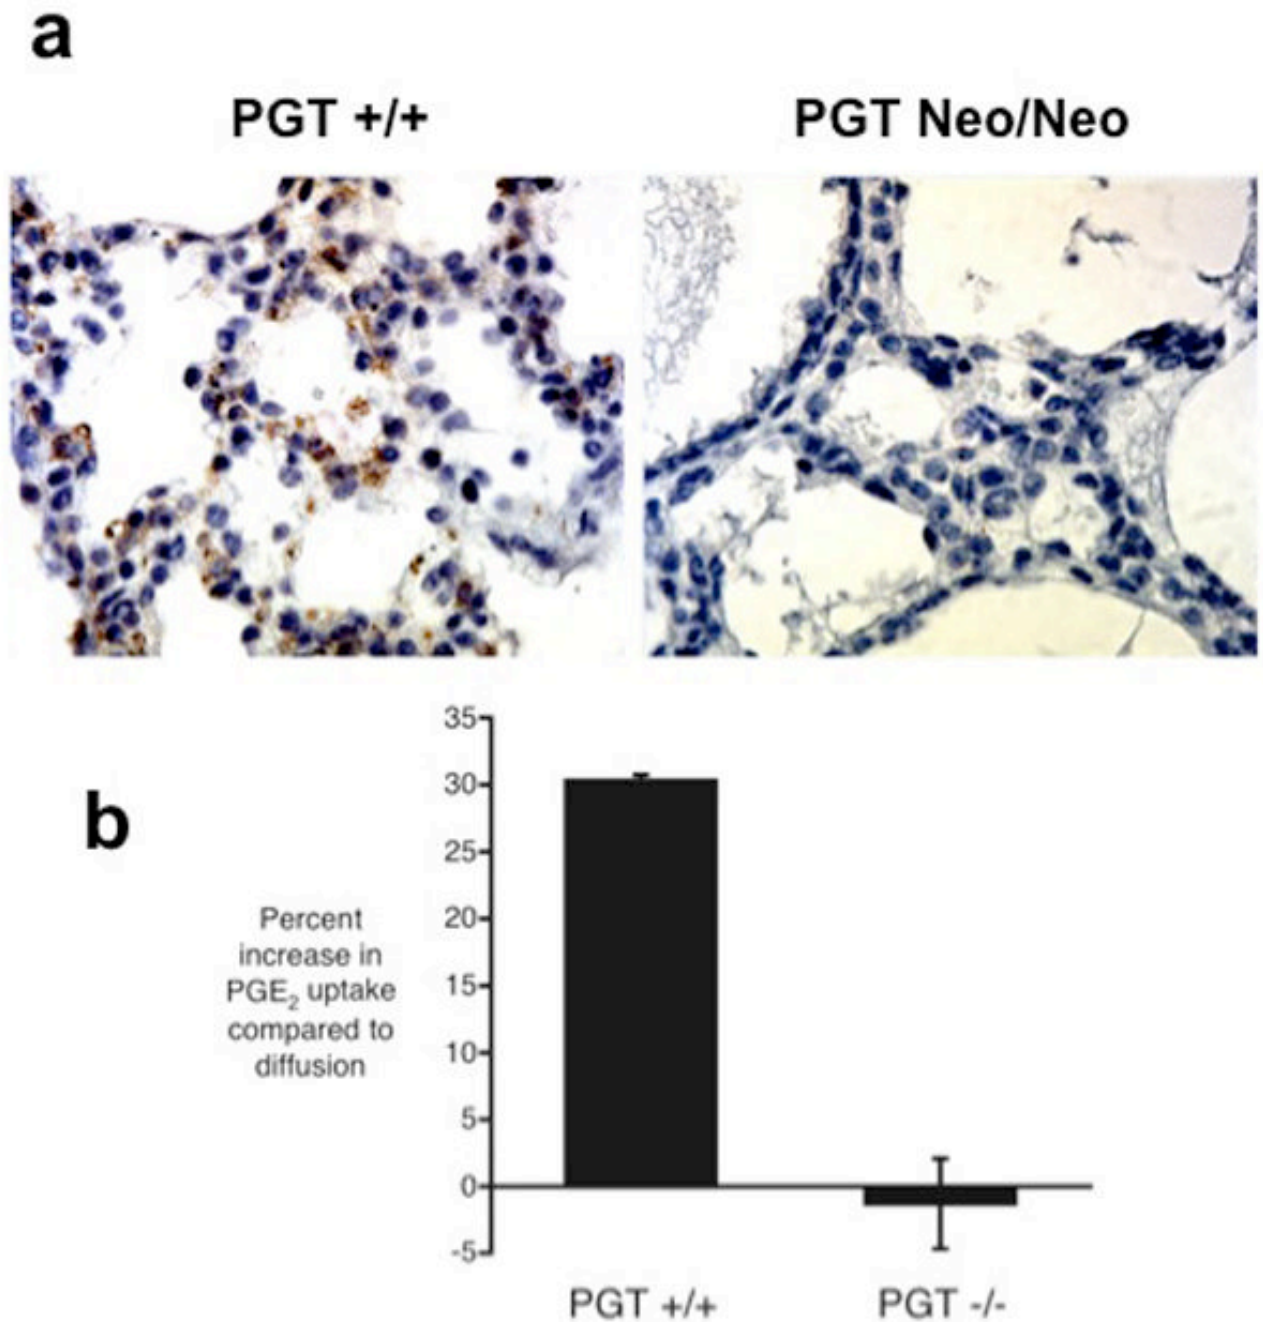 a
PGT +/+
PGT Neo/Neo
b
Percent
increase in
PGE₂ uptake
compared to
diffusion
35
30
25
20
15
10
5
0
-5
PGT +/+
PGT -/-